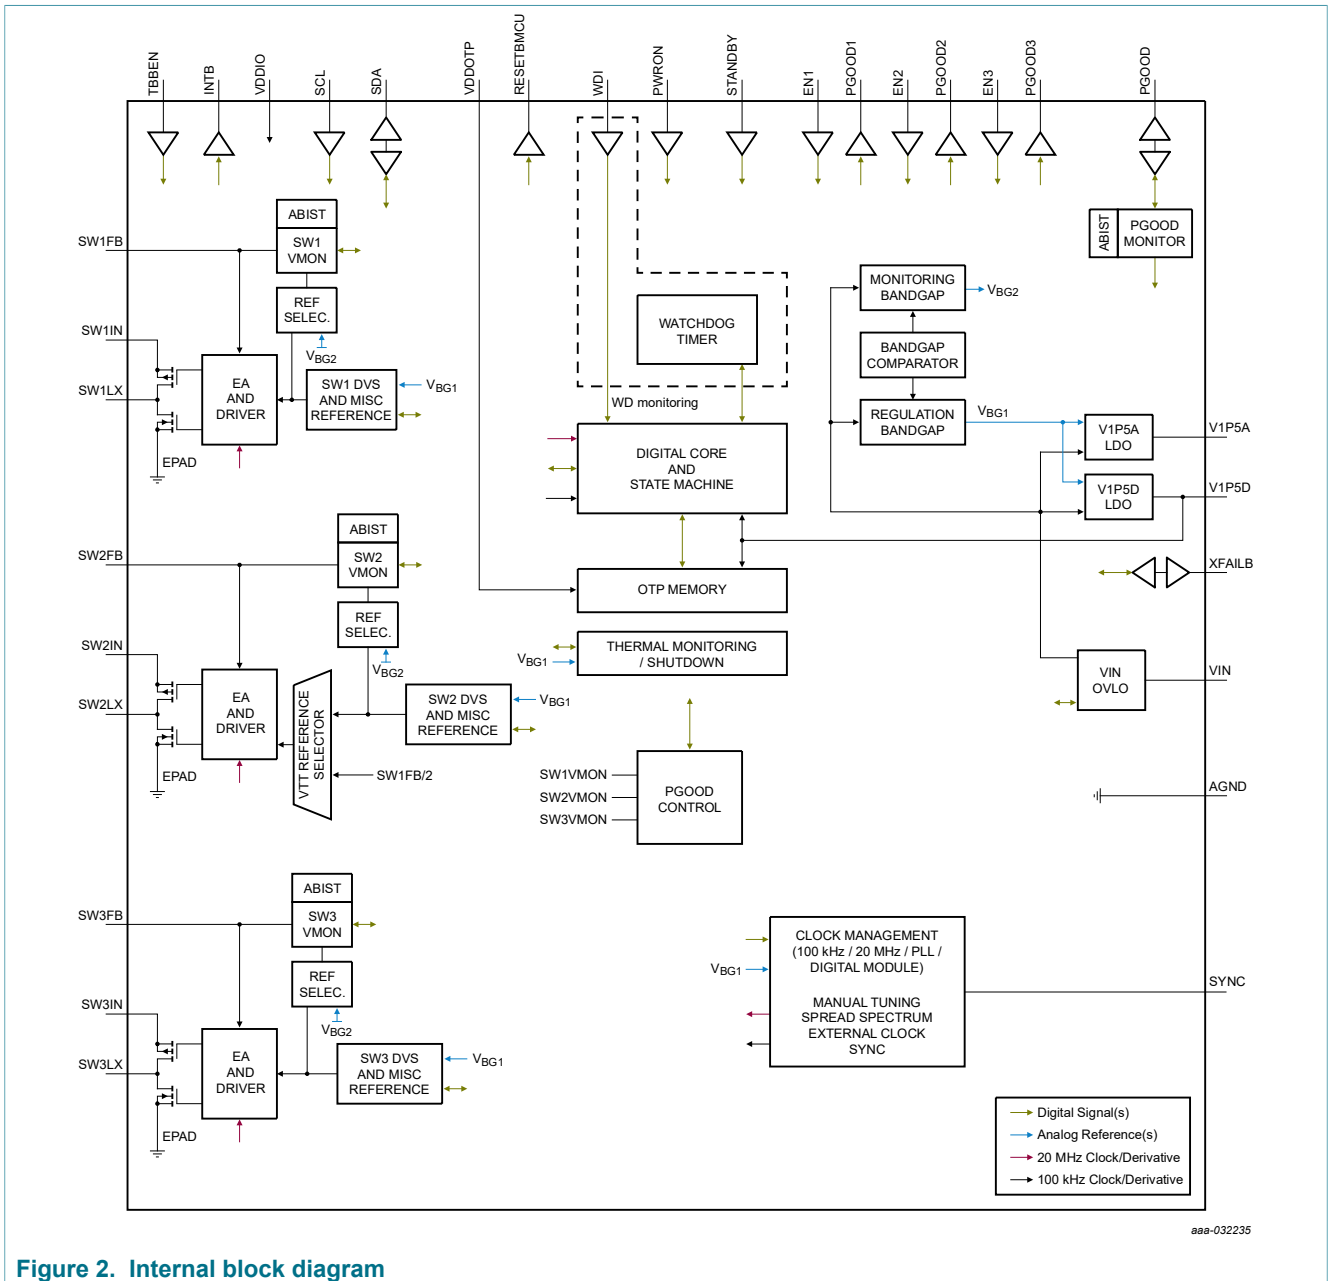 TBBEN
INTB
VDDIO
SCL
SDA
VDDOTP
RESETBMCU
WDI
PWRON
STANDBY
EN1
PGOOD1
EN2
PGOOD2
EN3
PGOOD3
PGOOD
ABIST
SW1
VMON
REF
SELEC.
VBG2
SW1FB
SW1IN
SW1LX
EA
AND
DRIVER
SW1 DVS
AND MISC
REFERENCE
VBG1
EPAD
WATCHDOG
TIMER
WD monitoring
DIGITAL CORE
AND
STATE MACHINE
OTP MEMORY
THERMAL MONITORING
/ SHUTDOWN
VBG1
MONITORING
BANDGAP
VBG2
BANDGAP
COMPARATOR
REGULATION
BANDGAP
VBG1
ABIST
PGOOD
MONITOR
V1P5A
LDO
V1P5A
V1P5D
LDO
V1P5D
XFAILB
VIN
OVLO
VIN
AGND
ABIST
SW2
VMON
REF
SELEC.
VBG2
SW2FB
SW2IN
SW2LX
EA
AND
DRIVER
VTT REFERENCE
SELECTOR
SW2 DVS
AND MISC
REFERENCE
VBG1
SW1FB/2
EPAD
SW1VMON
SW2VMON
SW3VMON
PGOOD
CONTROL
ABIST
SW3
VMON
REF
SELEC.
VBG2
SW3FB
SW3IN
SW3LX
EA
AND
DRIVER
SW3 DVS
AND MISC
REFERENCE
VBG1
EPAD
CLOCK MANAGEMENT
(100 kHz / 20 MHz / PLL /
DIGITAL MODULE)
MANUAL TUNING
SPREAD SPECTRUM
EXTERNAL CLOCK
SYNC
VBG1
SYNC
Digital Signal(s)
Analog Reference(s)
20 MHz Clock/Derivative
100 kHz Clock/Derivative
aaa-032235
Figure 2. Internal block diagram